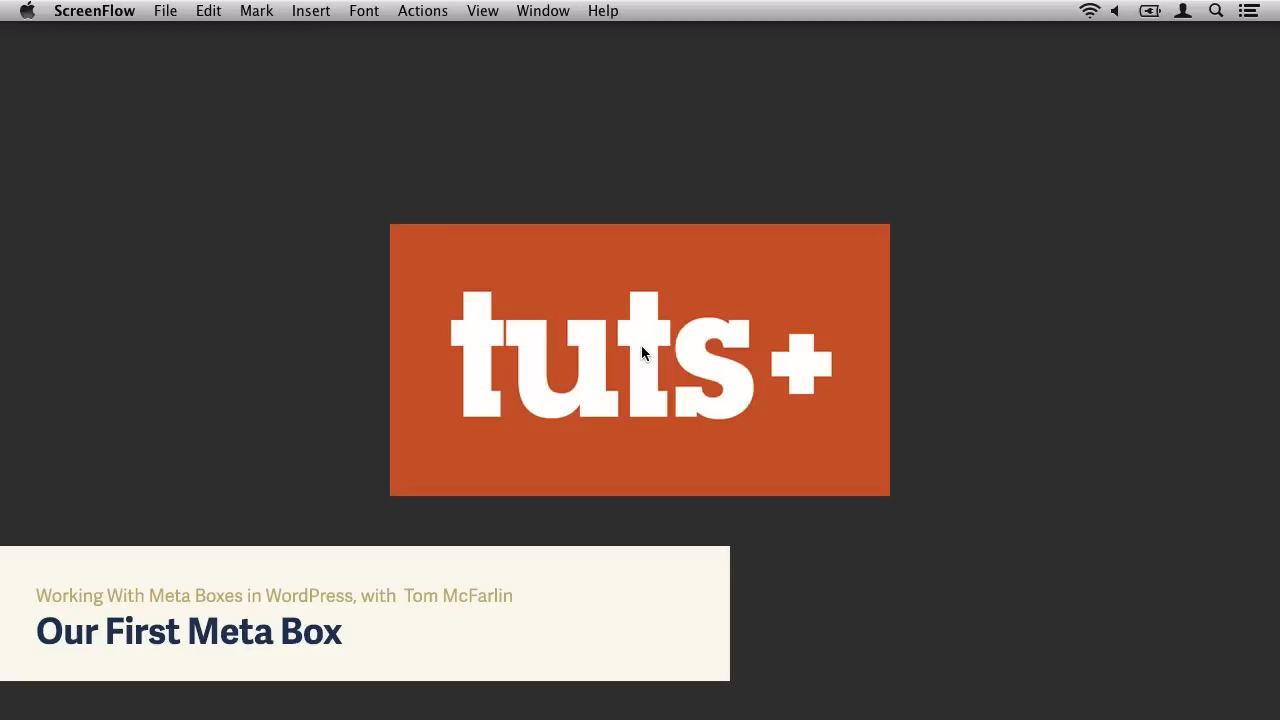 ScreenFlow File Edit Mark Insert Font Actions View Window Help
tuts+
Working With Meta Boxes in WordPress, with Tom McFarlin
Our First Meta Box